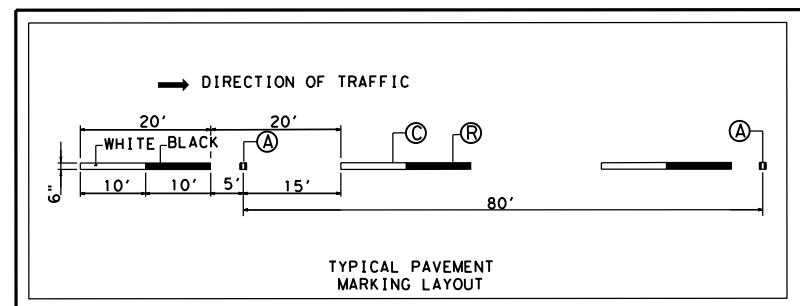 DIRECTION OF TRAFFIC
20' 20'
WHITE BLACK A C R A
6" 10' 10' 5' 15'
80'
TYPICAL PAVEMENT
MARKING LAYOUT